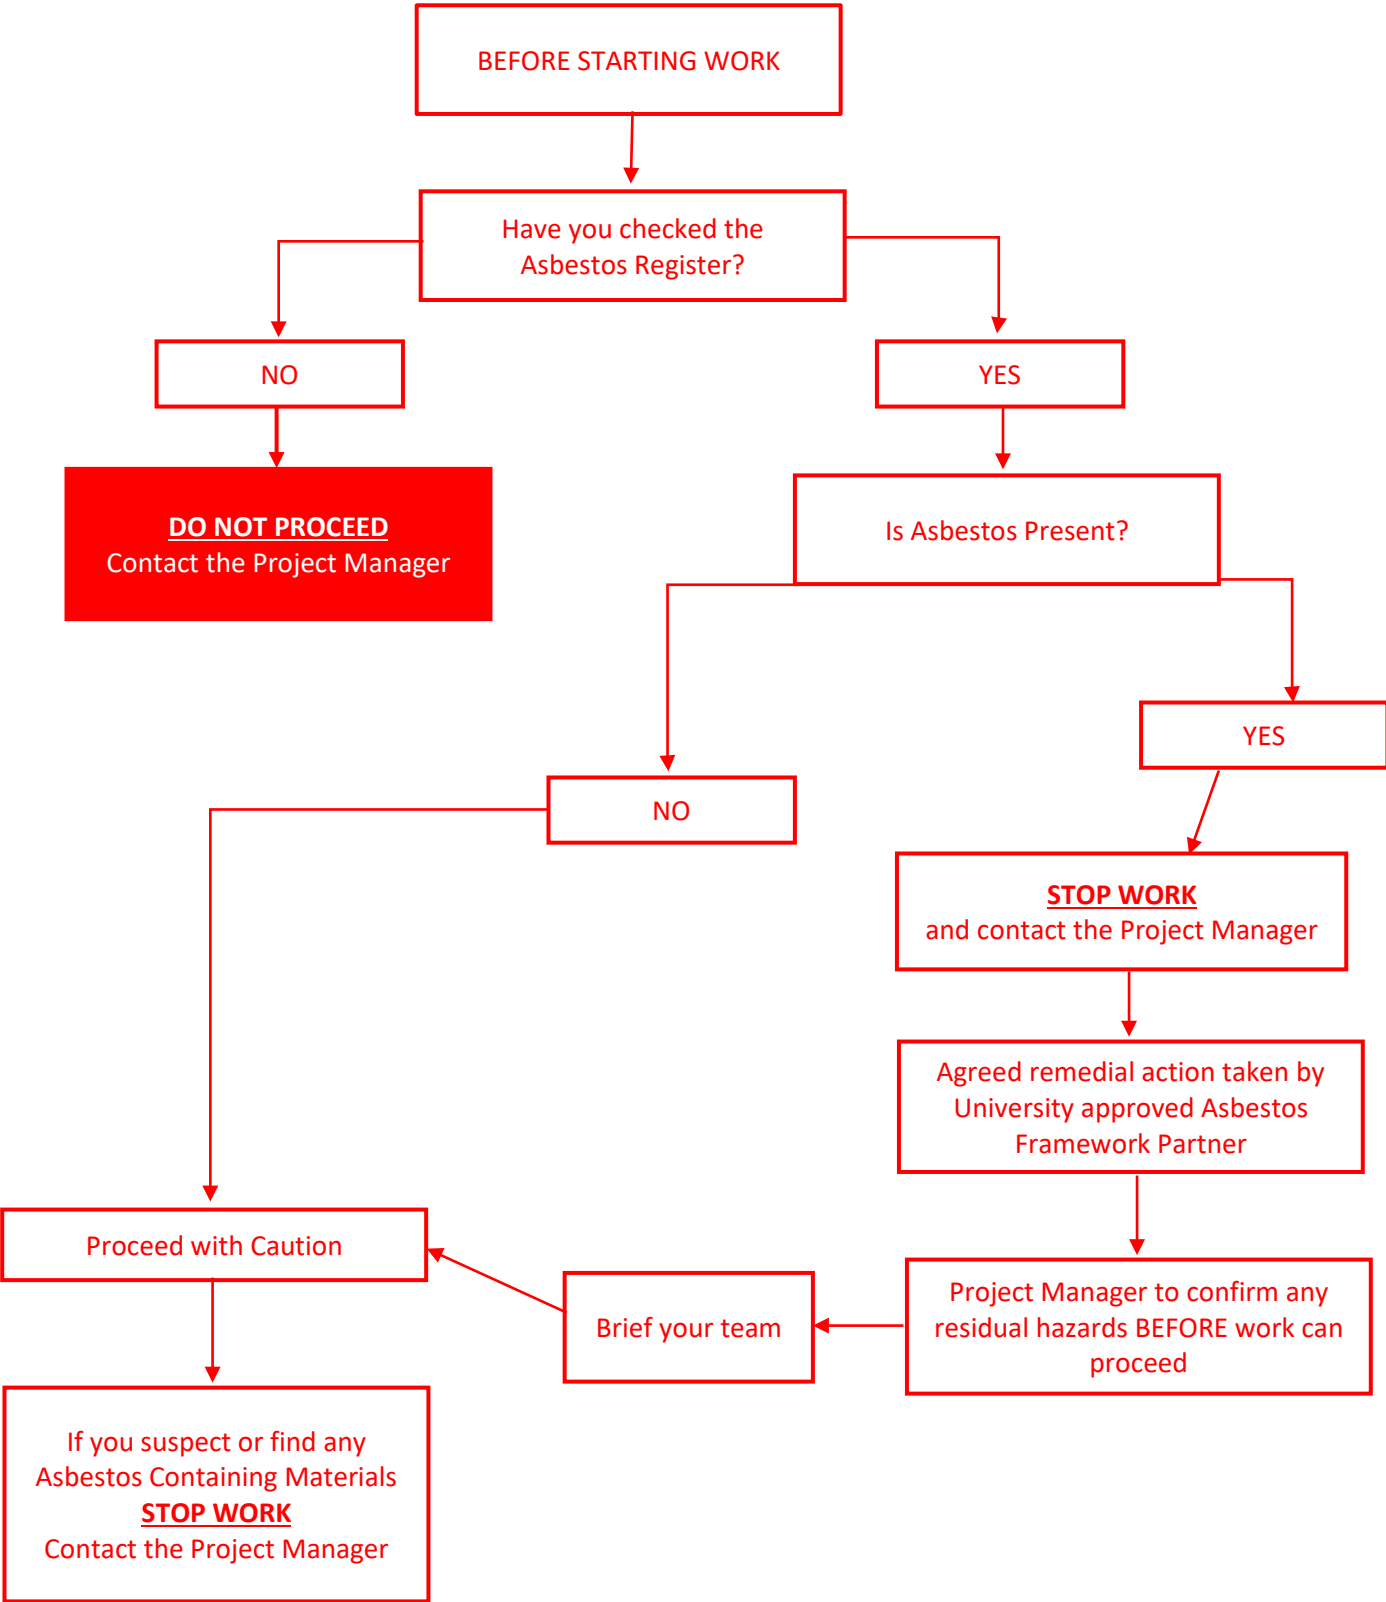 BEFORE STARTING WORK
Have you checked the
Asbestos Register?
NO
YES
DO NOT PROCEED
Contact the Project Manager
Is Asbestos Present?
YES
NO
STOP WORK
and contact the Project Manager
Agreed remedial action taken by
University approved Asbestos
Framework Partner
Proceed with Caution
Brief your team
Project Manager to confirm any
residual hazards BEFORE work can
proceed
If you suspect or find any
Asbestos Containing Materials
STOP WORK
Contact the Project Manager